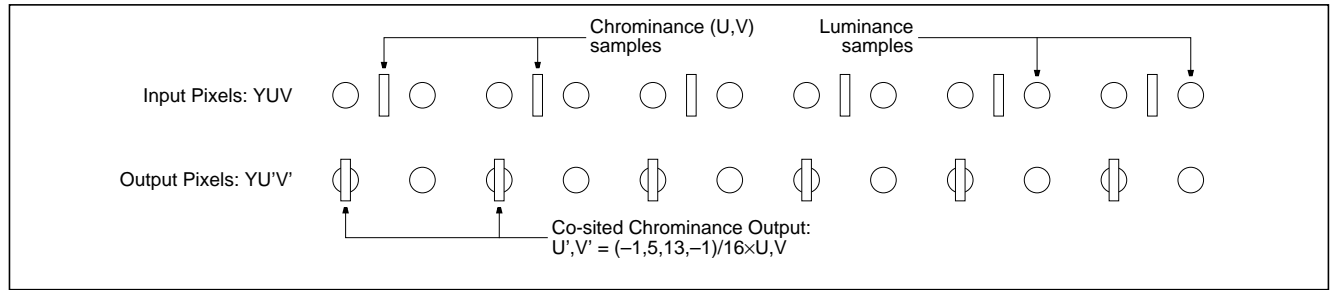 Chrominance (U,V)
samples
Luminance
samples
Input Pixels: YUV
Output Pixels: YU'V'
Co-sited Chrominance Output:
U',V' = (–1,5,13,–1)/16×U,V